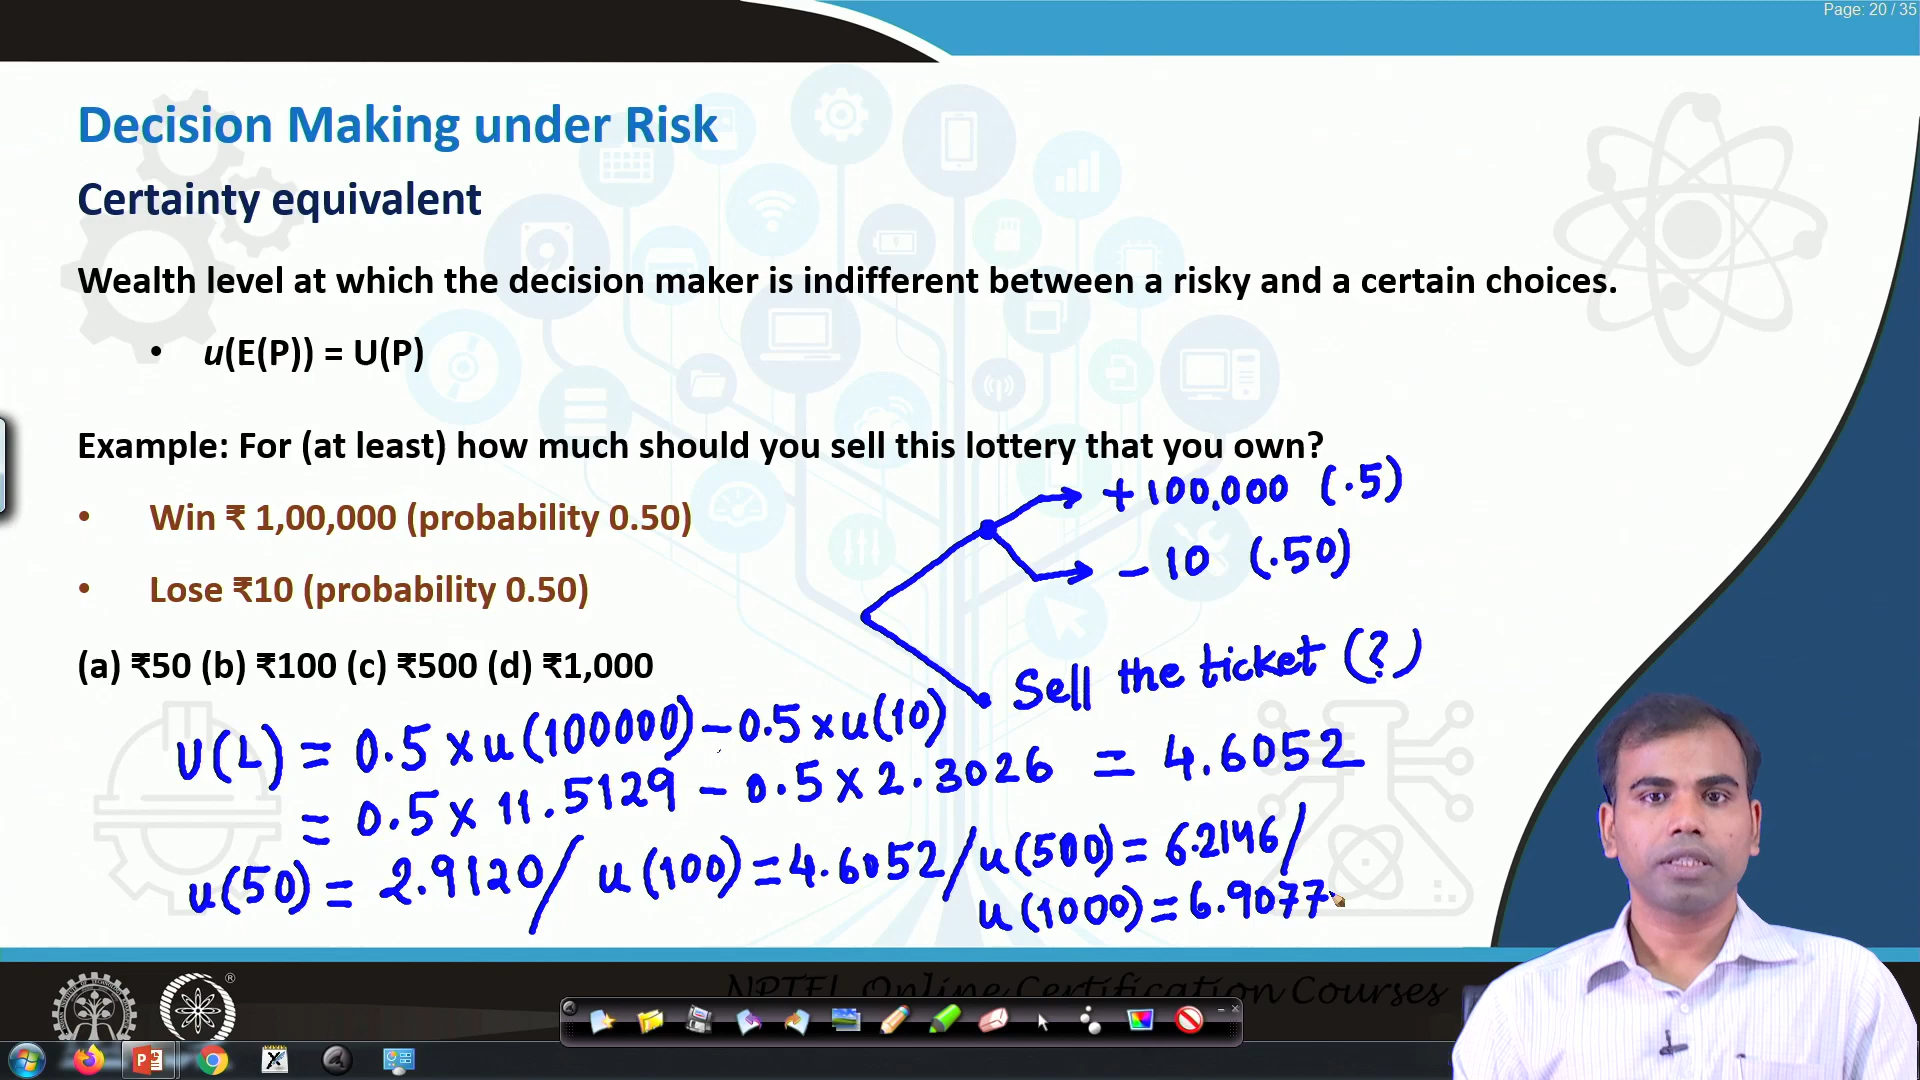 Page: 20 / 35
Decision Making under Risk
Certainty equivalent
Wealth level at which the decision maker is indifferent between a risky and a certain choices.
• u(E(P)) = U(P)
Example: For (at least) how much should you sell this lottery that you own?
• Win ₹ 1,00,000 (probability 0.50)
• Lose ₹10 (probability 0.50)
(a) ₹50 (b) ₹100 (c) ₹500 (d) ₹1,000
+100,000 (.5)
-10 (.50)
Sell the ticket (?)
U(L) = 0.5 x u(100000) - 0.5 x u(10)
= 0.5 x 11.5129 - 0.5 x 2.3026 = 4.6052
u(50) = 2.9120 / u(100) = 4.6052 / u(500) = 6.2146 /
u(1000) = 6.9077
NPTEL Online Certification Courses